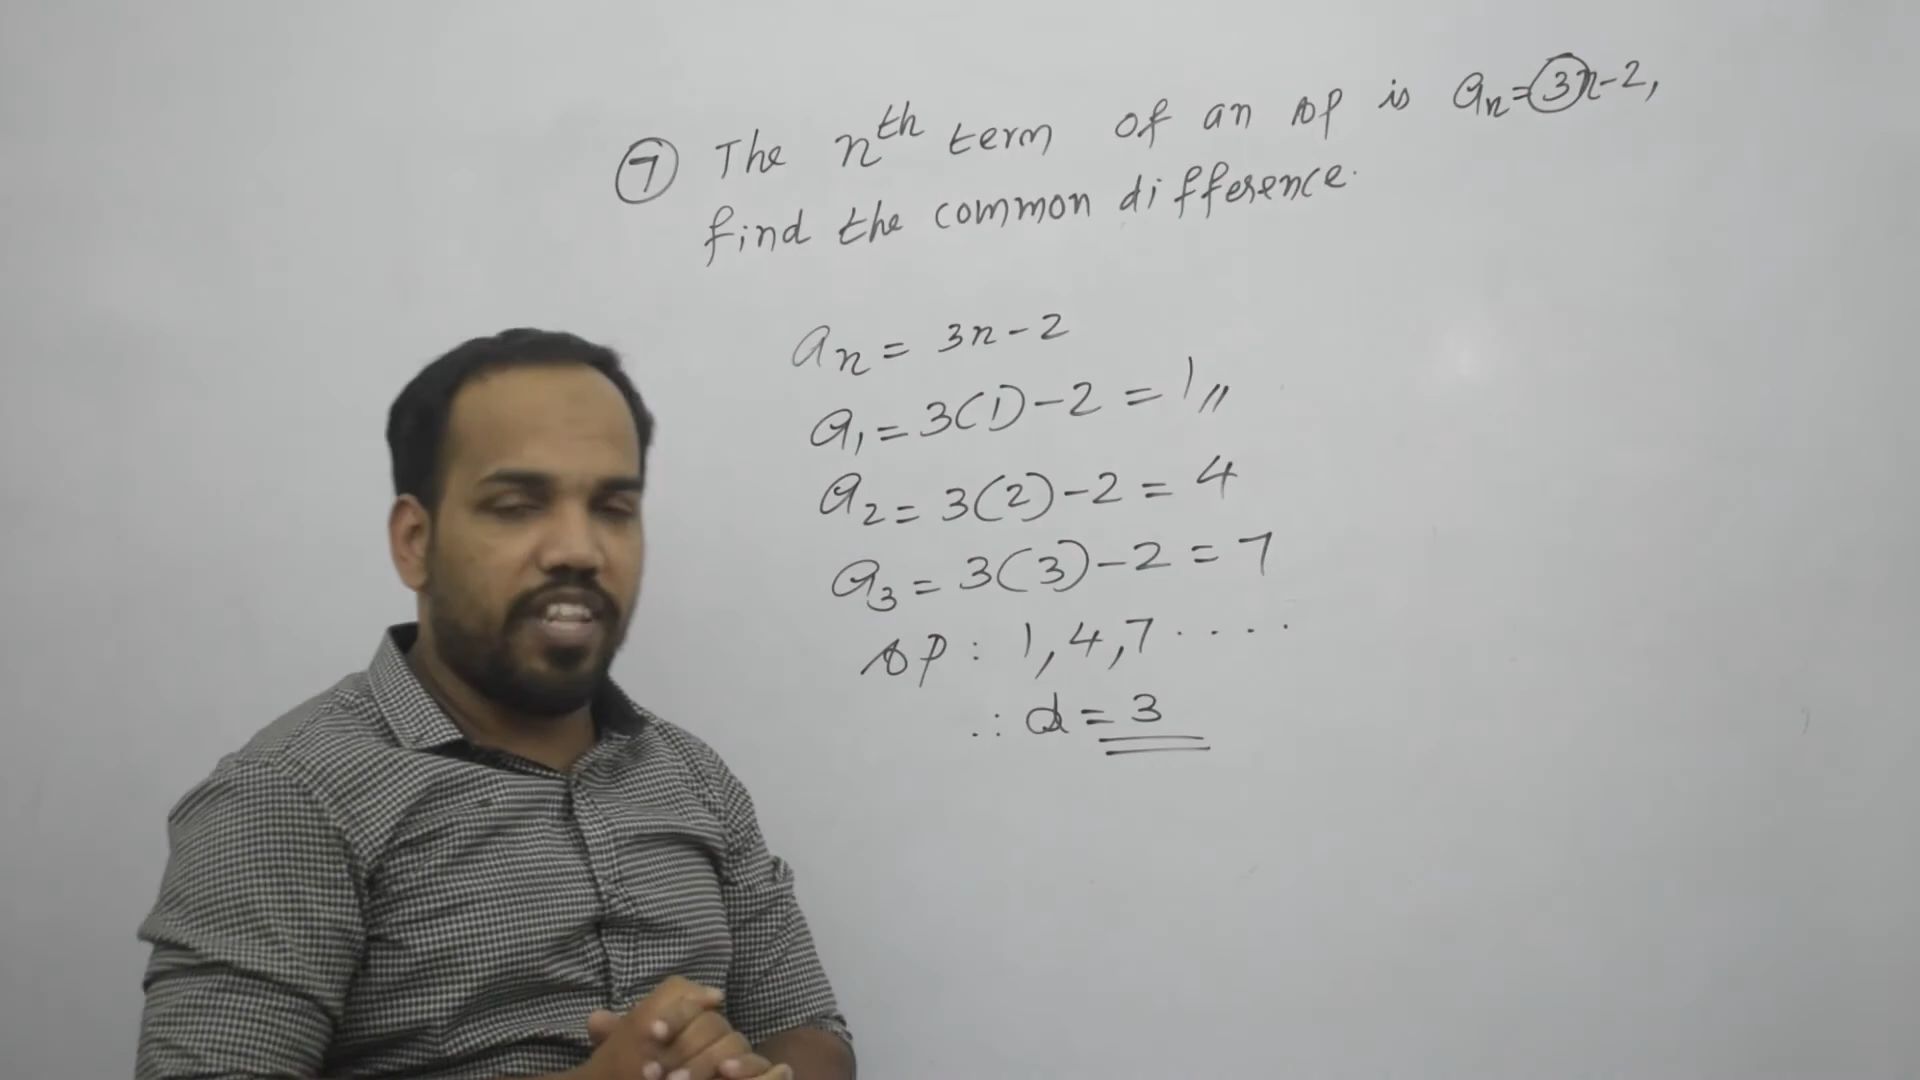 ⑦ The nth term of an AP is an=3n-2,
find the common difference.
an = 3n-2
a1 = 3(1)-2 = 1//
a2 = 3(2)-2 = 4
a3 = 3(3)-2 = 7
AP : 1,4,7 ....
∴ d = 3